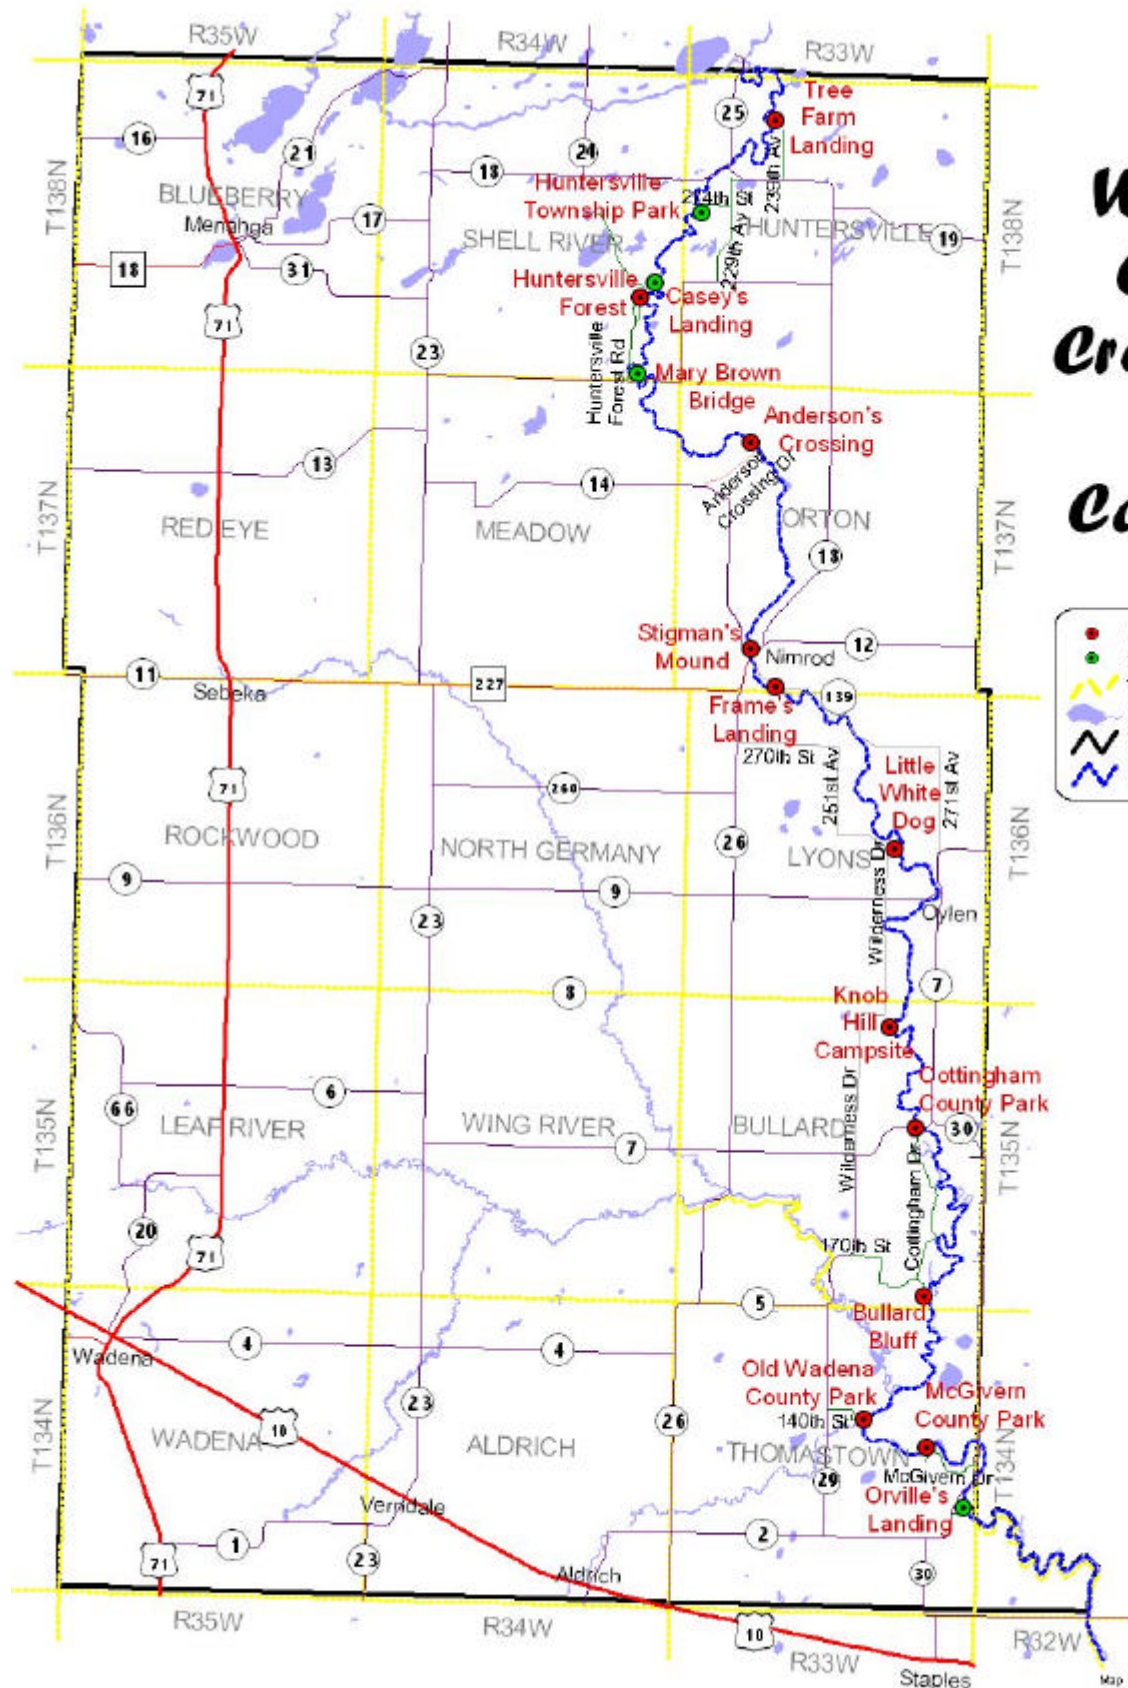 R35W
R34W
R33W
71
Tree
Farm
Landing
25
16
21
24
18
239th Av
T138N
BLUEBERRY
Huntersville
Township Park
Menahga
17
SHELL RIVER
229th Av
HUNTERSVILLE
19
T138N
18
31
Huntersville
Forest
Casey's
Landing
71
23
Huntersville
Forest Rd
Mary Brown
Bridge
Anderson's
Crossing
13
14
Anderson
Crossing Dr
T137N
RED EYE
MEADOW
ORTON
T137N
18
Stigman's
Mound
Nimrod
12
11
Sebeka
227
139
Frame's
Landing
270th St
251st Av
271st Av
Little
White
Dog
71
260
T136N
ROCKWOOD
NORTH GERMANY
26
LYONS
T136N
9
9
Wilderness Dr
Oylen
23
8
7
Knob
Hill
Campsite
Cottingham
County Park
6
66
LEAF RIVER
WING RIVER
BULLARD
30
T135N
7
Wilderness Dr
T135N
20
Cottingham Dr
71
170th St
5
Bullard
Bluff
4
4
Wadena
Old Wadena
County Park
McGivern
County Park
23
26
140th St
T134N
WADENA
10
ALDRICH
THOMASTOWN
T134N
29
McGivern Dr
Verndale
Orville's
Landing
1
2
71
23
Aldrich
30
R35W
R34W
10
R33W
R32W
Staples
Map